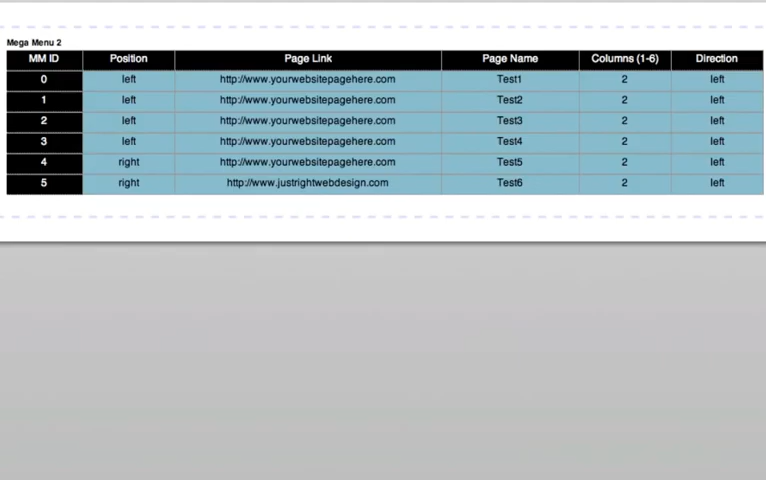 Mega Menu 2
MM ID Position Page Link Page Name Columns (1-6) Direction
0 left http://www.yourwebsitepagehere.com Test1 2 left
1 left http://www.yourwebsitepagehere.com Test2 2 left
2 left http://www.yourwebsitepagehere.com Test3 2 left
3 left http://www.yourwebsitepagehere.com Test4 2 left
4 right http://www.yourwebsitepagehere.com Test5 2 left
5 right http://www.justrightwebdesign.com Test6 2 left